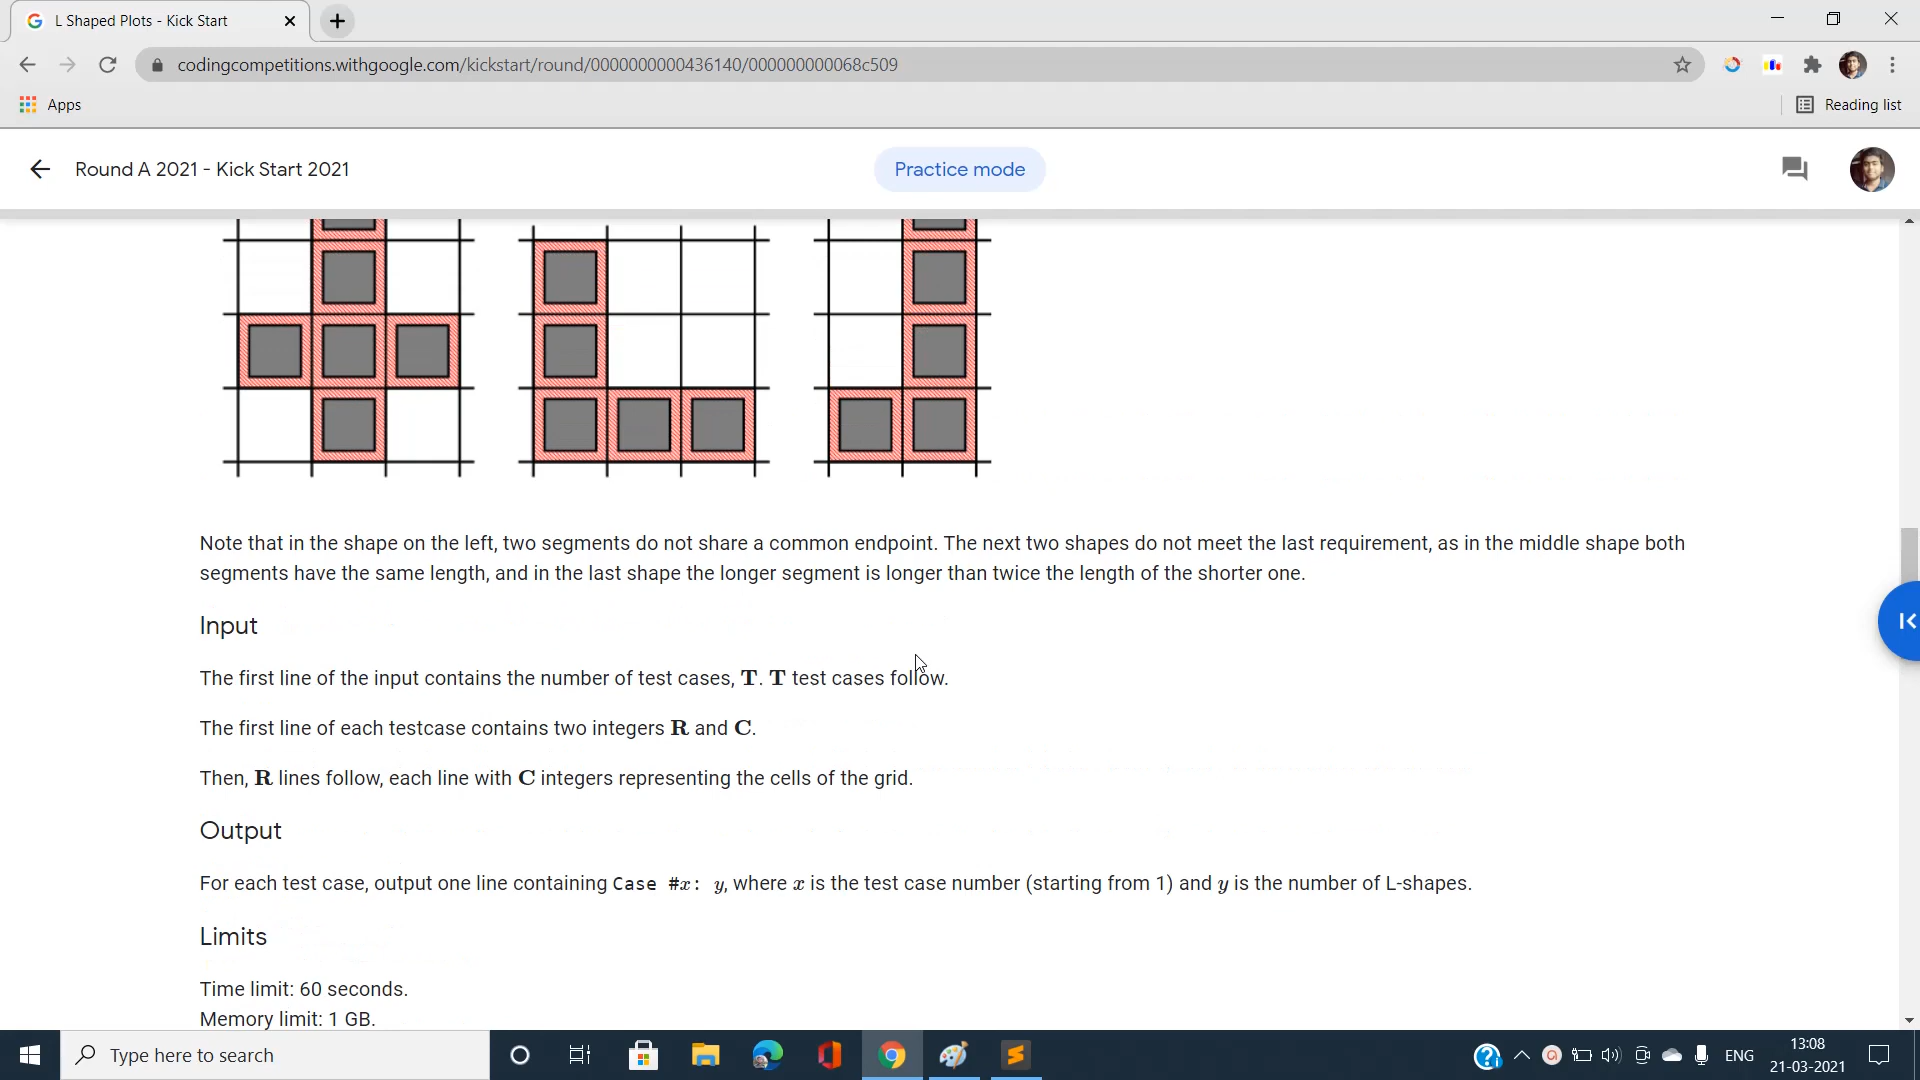 L Shaped Plots - Kick Start
codingcompetitions.withgoogle.com/kickstart/round/0000000000436140/000000000068c509
Apps
Reading list
Round A 2021 - Kick Start 2021
Practice mode
Note that in the shape on the left, two segments do not share a common endpoint. The next two shapes do not meet the last requirement, as in the middle shape both
segments have the same length, and in the last shape the longer segment is longer than twice the length of the shorter one.
Input
The first line of the input contains the number of test cases, T. T test cases follow.
The first line of each testcase contains two integers R and C.
Then, R lines follow, each line with C integers representing the cells of the grid.
Output
For each test case, output one line containing Case #x: y, where x is the test case number (starting from 1) and y is the number of L-shapes.
Limits
Time limit: 60 seconds.
Memory limit: 1 GB.
Type here to search
ENG
13:08
21-03-2021